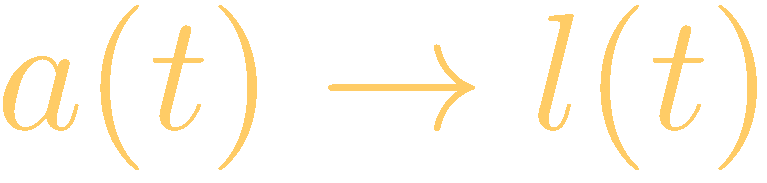 a(t) → l(t)